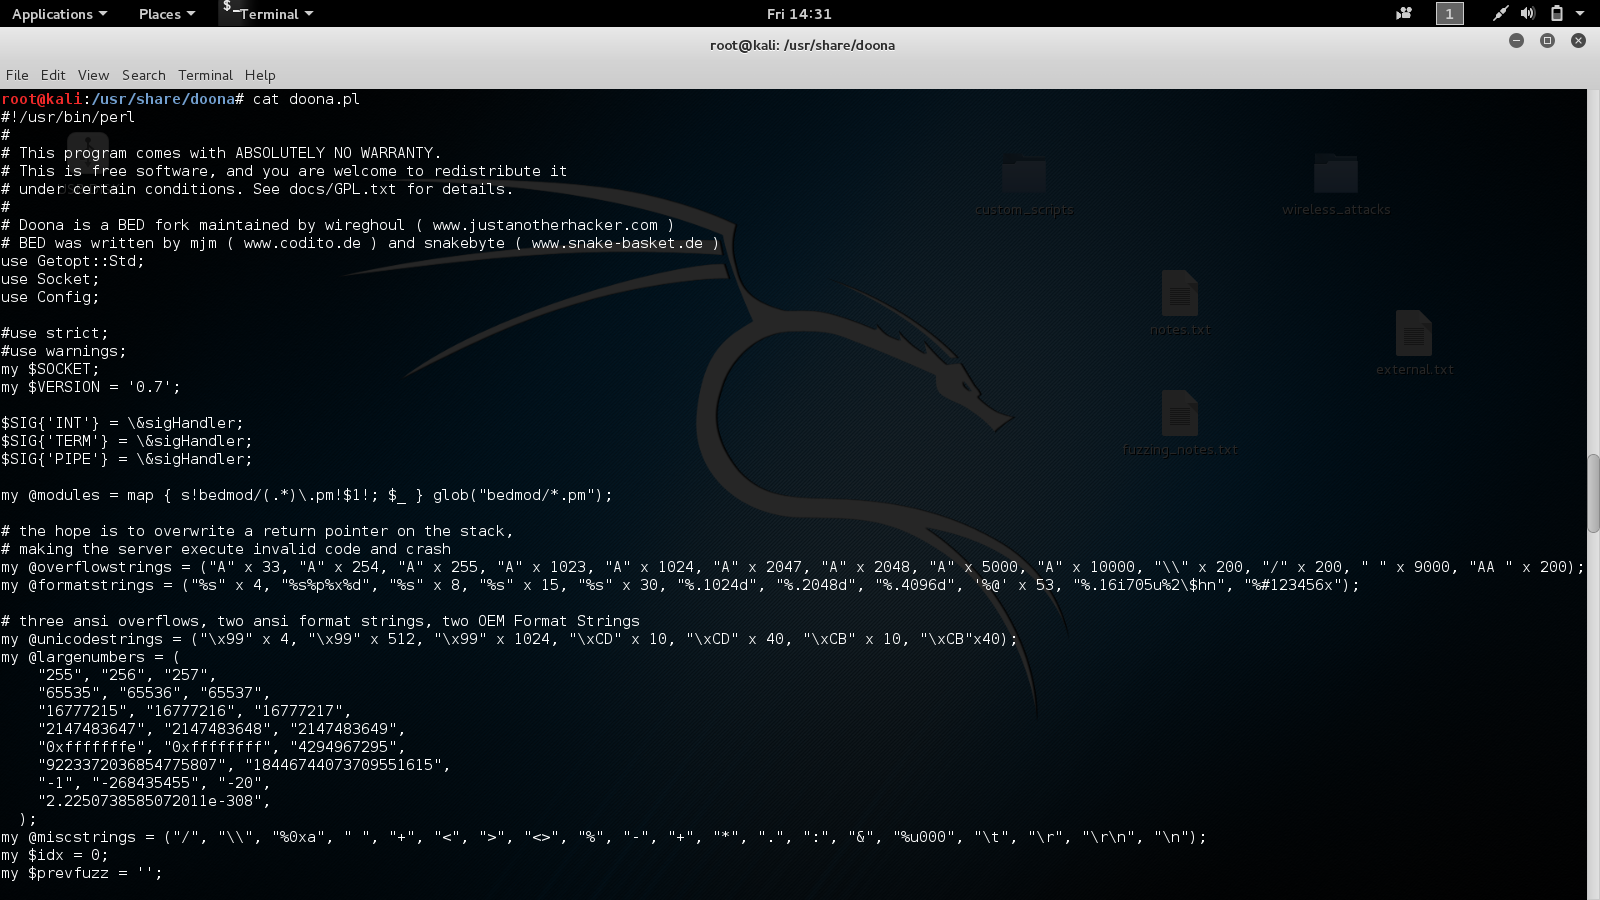 Applications Places $_ Terminal Fri 14:31 1
root@kali: /usr/share/doona
File Edit View Search Terminal Help
root@kali:/usr/share/doona# cat doona.pl
#!/usr/bin/perl
#
# This program comes with ABSOLUTELY NO WARRANTY.
# This is free software, and you are welcome to redistribute it
# under certain conditions. See docs/GPL.txt for details.
#
# Doona is a BED fork maintained by wireghoul ( www.justanotherhacker.com )
# BED was written by mjm ( www.codito.de ) and snakebyte ( www.snake-basket.de )
use Getopt::Std;
use Socket;
use Config;
#use strict;
#use warnings;
my $SOCKET;
my $VERSION = '0.7';
$SIG{'INT'} = \&sigHandler;
$SIG{'TERM'} = \&sigHandler;
$SIG{'PIPE'} = \&sigHandler;
my @modules = map { s!bedmod/(.*)\.pm!$1!; $_ } glob("bedmod/*.pm");
# the hope is to overwrite a return pointer on the stack,
# making the server execute invalid code and crash
my @overflowstrings = ("A" x 33, "A" x 254, "A" x 255, "A" x 1023, "A" x 1024, "A" x 2047, "A" x 2048, "A" x 5000, "A" x 10000, "\\" x 200, "/" x 200, " " x 9000, "AA " x 200);
my @formatstrings = ("%s" x 4, "%s%p%x%d", "%s" x 8, "%s" x 15, "%s" x 30, "%.1024d", "%.2048d", "%.4096d", '%@' x 53, "%.16i705u%2\$hn", "%#123456x");
# three ansi overflows, two ansi format strings, two OEM Format Strings
my @unicodestrings = ("\x99" x 4, "\x99" x 512, "\x99" x 1024, "\xCD" x 10, "\xCD" x 40, "\xCB" x 10, "\xCB"x40);
my @largenumbers = (
"255", "256", "257",
"65535", "65536", "65537",
"16777215", "16777216", "16777217",
"2147483647", "2147483648", "2147483649",
"0xfffffffe", "0xffffffff", "4294967295",
"9223372036854775807", "18446744073709551615",
"-1", "-268435455", "-20",
"2.2250738585072011e-308",
);
my @miscstrings = ("/", "\\", "%0xa", " ", "+", "<", ">", "<>", "%", "-", "+", "*", ".", ":", "&", "%u000", "\t", "\r", "\r\n", "\n");
my $idx = 0;
my $prevfuzz = '';
custom_scripts
wireless_attacks
notes.txt
external.txt
fuzzing_notes.txt